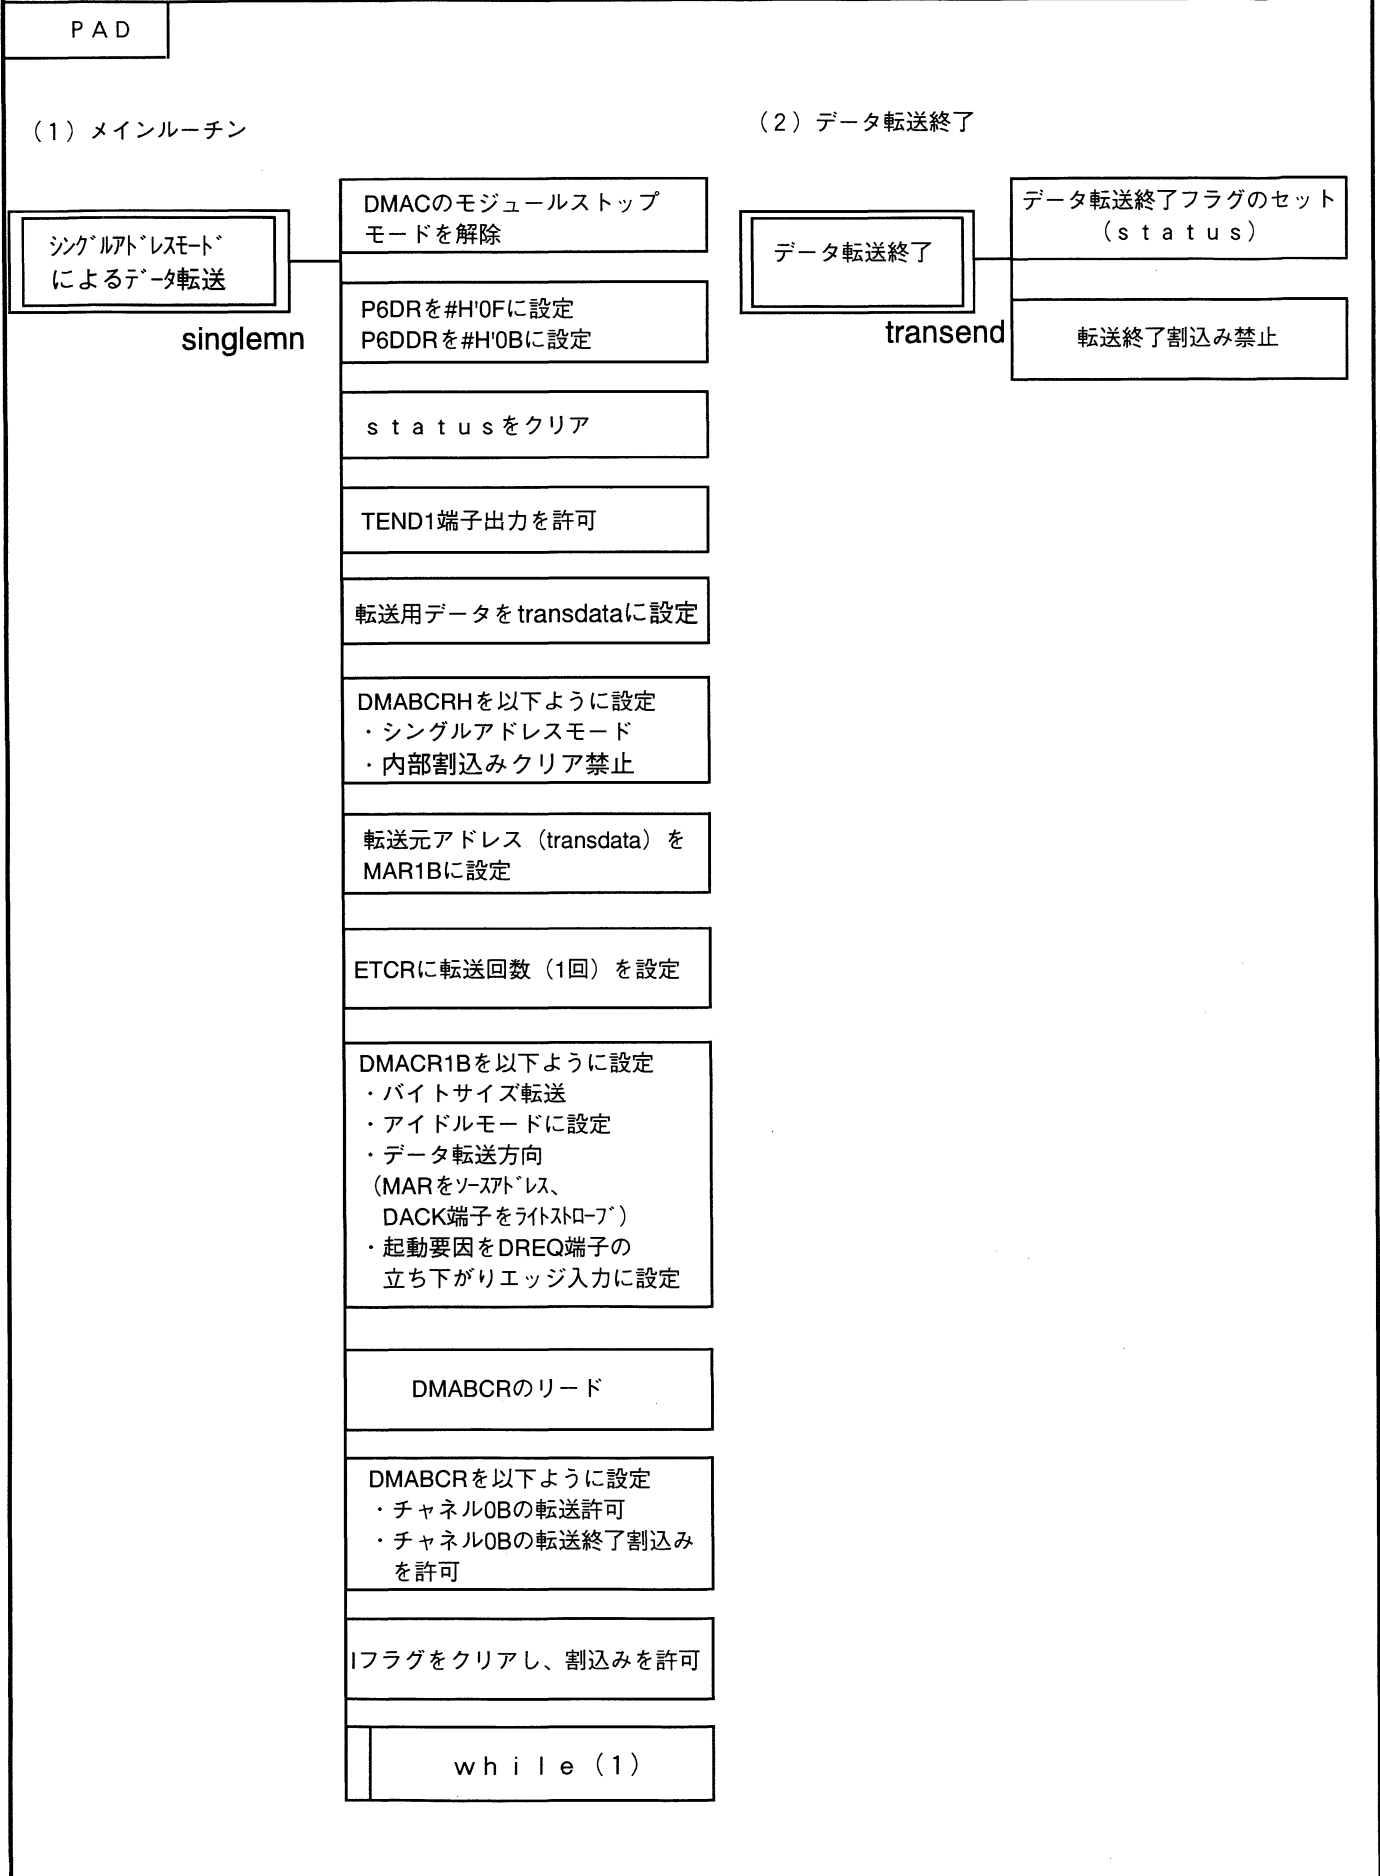 PAD
(1)メインルーチン
シングルアドレスモード
によるデータ転送
singlemn
DMACのモジュールストップ
モードを解除
P6DRを#H'0Fに設定
P6DDRを#H'0Bに設定
statusをクリア
TEND1端子出力を許可
転送用データをtransdataに設定
DMABCRHを以下ように設定
・シングルアドレスモード
・内部割込みクリア禁止
転送元アドレス（transdata）を
MAR1Bに設定
ETCRに転送回数（1回）を設定
DMACR1Bを以下ように設定
・バイトサイズ転送
・アイドルモードに設定
・データ転送方向
（MARをソースアドレス、
DACK端子をライトストローブ）
・起動要因をDREQ端子の
立ち下がりエッジ入力に設定
DMABCRのリード
DMABCRを以下ように設定
・チャネル0Bの転送許可
・チャネル0Bの転送終了割込み
を許可
Iフラグをクリアし、割込みを許可
while(1)
(2)データ転送終了
データ転送終了
transend
データ転送終了フラグのセット
(status)
転送終了割込み禁止